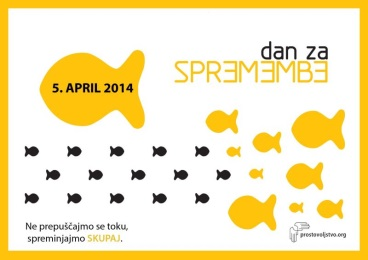 dan za
SPREMEMBE
5. APRIL 2014
Ne prepuščajmo se toku,
spreminjajmo SKUPAJ.
prostovoljstvo.org